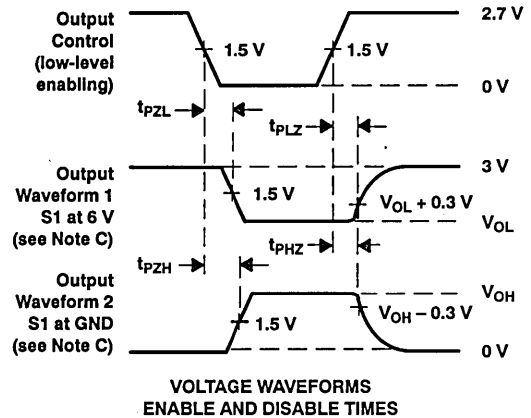 Output
Control
(low-level
enabling)
2.7 V
1.5 V
1.5 V
0 V
tPZL
tPLZ
Output
Waveform 1
S1 at 6 V
(see Note C)
3 V
1.5 V
VOL + 0.3 V
VOL
tPHZ
tPZH
Output
Waveform 2
S1 at GND
(see Note C)
VOH
1.5 V
VOH – 0.3 V
0 V
VOLTAGE WAVEFORMS
ENABLE AND DISABLE TIMES